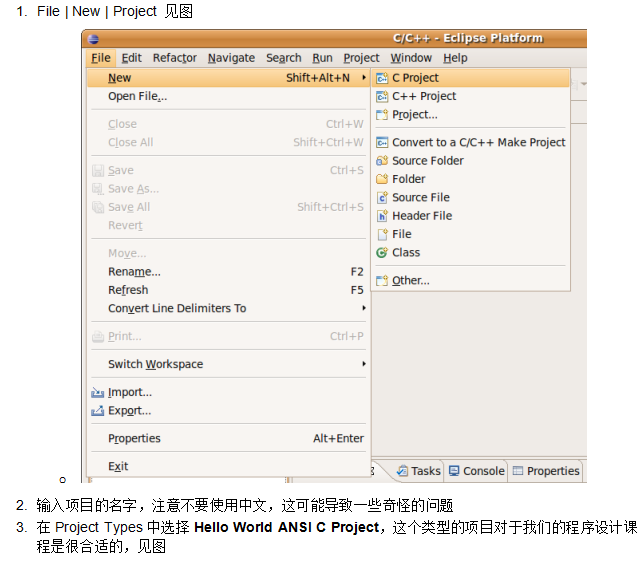 1. File | New | Project 见图
C/C++ - Eclipse Platform
File Edit Refactor Navigate Search Run Project Window Help
New Shift+Alt+N
Open File...
Close Ctrl+W
Close All Shift+Ctrl+W
Save Ctrl+S
Save As...
Save All Shift+Ctrl+S
Revert
Move...
Rename... F2
Refresh F5
Convert Line Delimiters To
Print... Ctrl+P
Switch Workspace
Import...
Export...
Properties Alt+Enter
Exit
C Project
C++ Project
Project...
Convert to a C/C++ Make Project
Source Folder
Folder
Source File
Header File
File
Class
Other...
Tasks Console Properties
2. 输入项目的名字，注意不要使用中文，这可能导致一些奇怪的问题
3. 在 Project Types 中选择 Hello World ANSI C Project，这个类型的项目对于我们的程序设计课
程是很合适的，见图